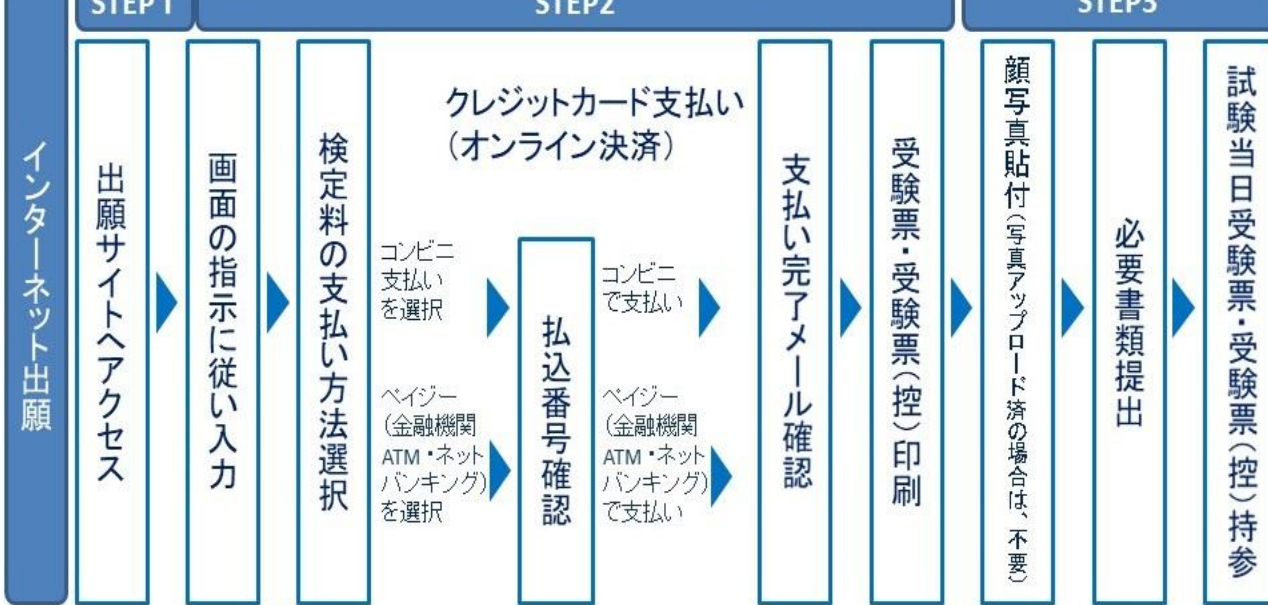 STEP1
STEP2
STEP3
インターネット出願
出願サイトへアクセス
画面の指示に従い入力
検定料の支払い方法選択
クレジットカード支払い
(オンライン決済)
コンビニ
支払い
を選択
ペイジー
(金融機関
ATM・ネット
バンキング)
を選択
払込番号確認
コンビニ
で支払い
ペイジー
(金融機関
ATM・ネット
バンキング)
で支払い
支払い完了メール確認
受験票・受験票(控)印刷
顔写真貼付(写真アップロード済の場合は、不要)
必要書類提出
試験当日受験票・受験票(控)持参